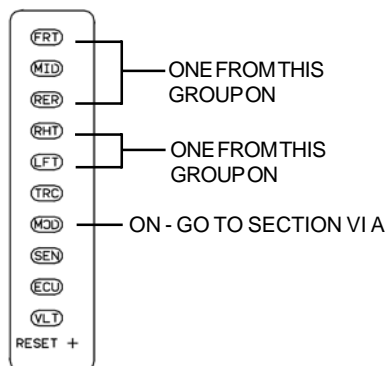 FRT
MID
RER
ONE FROM THIS
GROUP ON
RHT
LFT
ONE FROM THIS
GROUP ON
TRC
MOD
ON - GO TO SECTION VI A
SEN
ECU
VLT
RESET +